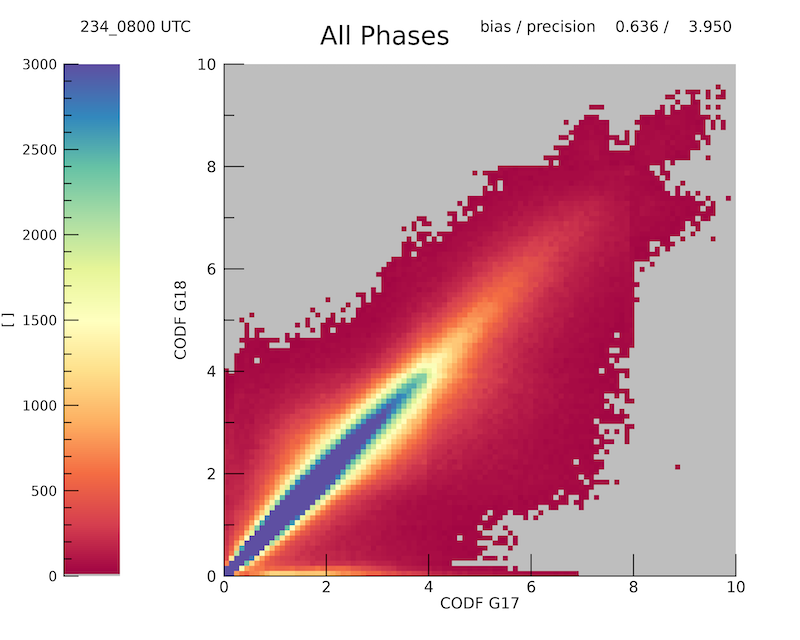 234_0800 UTC
All Phases
bias / precision 0.636 / 3.950
3000
2500
2000
1500
1000
500
0
[ ]
10
8
6
4
2
0
CODF G18
0 2 4 6 8 10
CODF G17